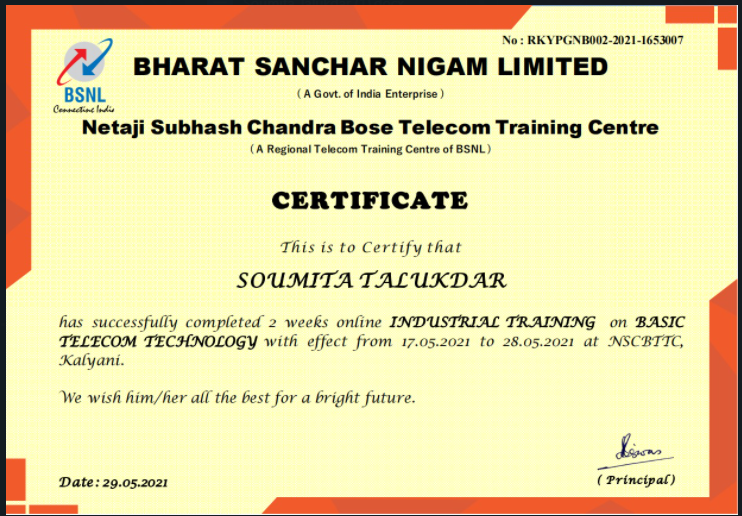 No : RKYPGNB002-2021-1653007
BHARAT SANCHAR NIGAM LIMITED
( A Govt. of India Enterprise )
BSNL
Connecting India
Netaji Subhash Chandra Bose Telecom Training Centre
( A Regional Telecom Training Centre of BSNL )
CERTIFICATE
This is to Certify that
SOUMITA TALUKDAR
has successfully completed 2 weeks online INDUSTRIAL TRAINING on BASIC
TELECOM TECHNOLOGY with effect from 17.05.2021 to 28.05.2021 at NSCBTTC,
Kalyani.
We wish him/her all the best for a bright future.
Date: 29.05.2021
( Principal)